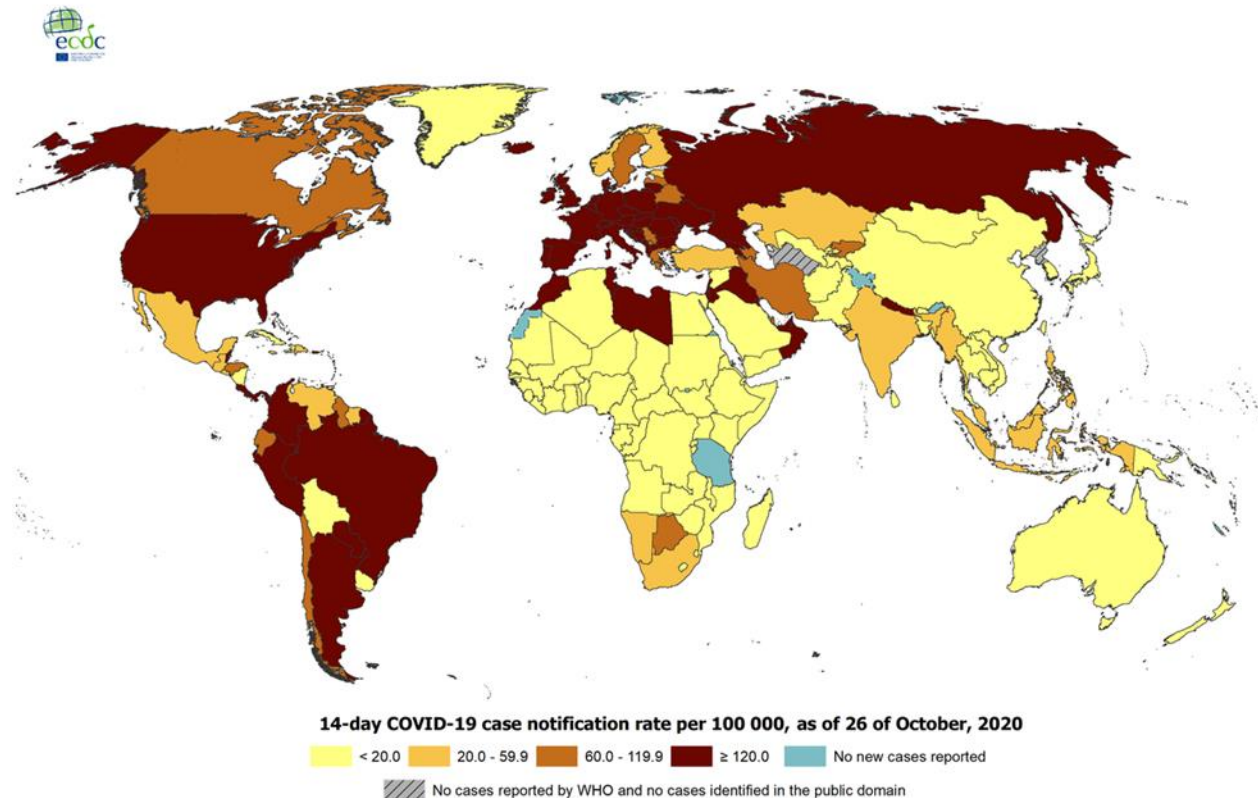 ecdc
14-day COVID-19 case notification rate per 100 000, as of 26 of October, 2020
< 20.0
20.0 - 59.9
60.0 - 119.9
≥ 120.0
No new cases reported
No cases reported by WHO and no cases identified in the public domain